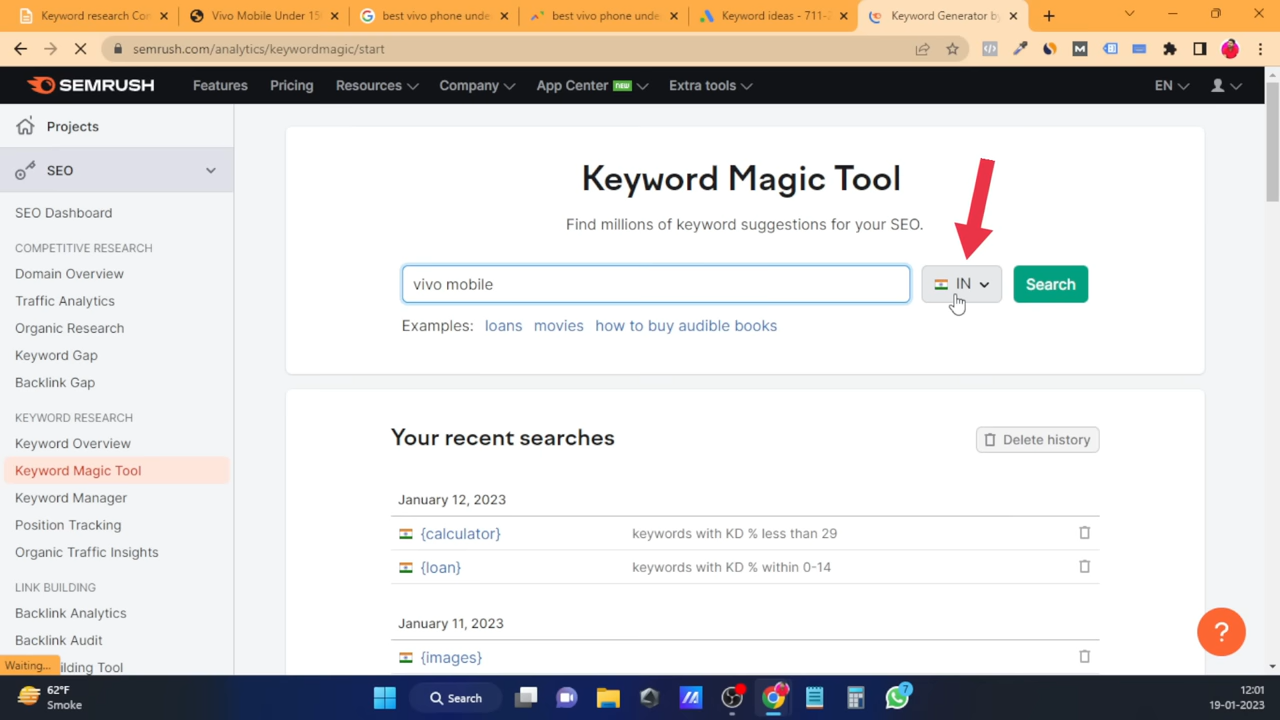 Keyword research Con
Vivo Mobile Under 15
best vivo phone unde
best vivo phone unde
Keyword ideas - 711-2
Keyword Generator by
semrush.com/analytics/keywordmagic/start
SEMRUSH
Features
Pricing
Resources
Company
App Center new
Extra tools
EN
Projects
SEO
SEO Dashboard
COMPETITIVE RESEARCH
Domain Overview
Traffic Analytics
Organic Research
Keyword Gap
Backlink Gap
KEYWORD RESEARCH
Keyword Overview
Keyword Magic Tool
Keyword Manager
Position Tracking
Organic Traffic Insights
LINK BUILDING
Backlink Analytics
Backlink Audit
ilding Tool
Waiting...
Keyword Magic Tool
Find millions of keyword suggestions for your SEO.
vivo mobile
IN
Search
Examples: loans movies how to buy audible books
Your recent searches
Delete history
January 12, 2023
{calculator} keywords with KD % less than 29
{loan} keywords with KD % within 0-14
January 11, 2023
{images}
?
62°F
Smoke
Search
7
12:01
19-01-2023